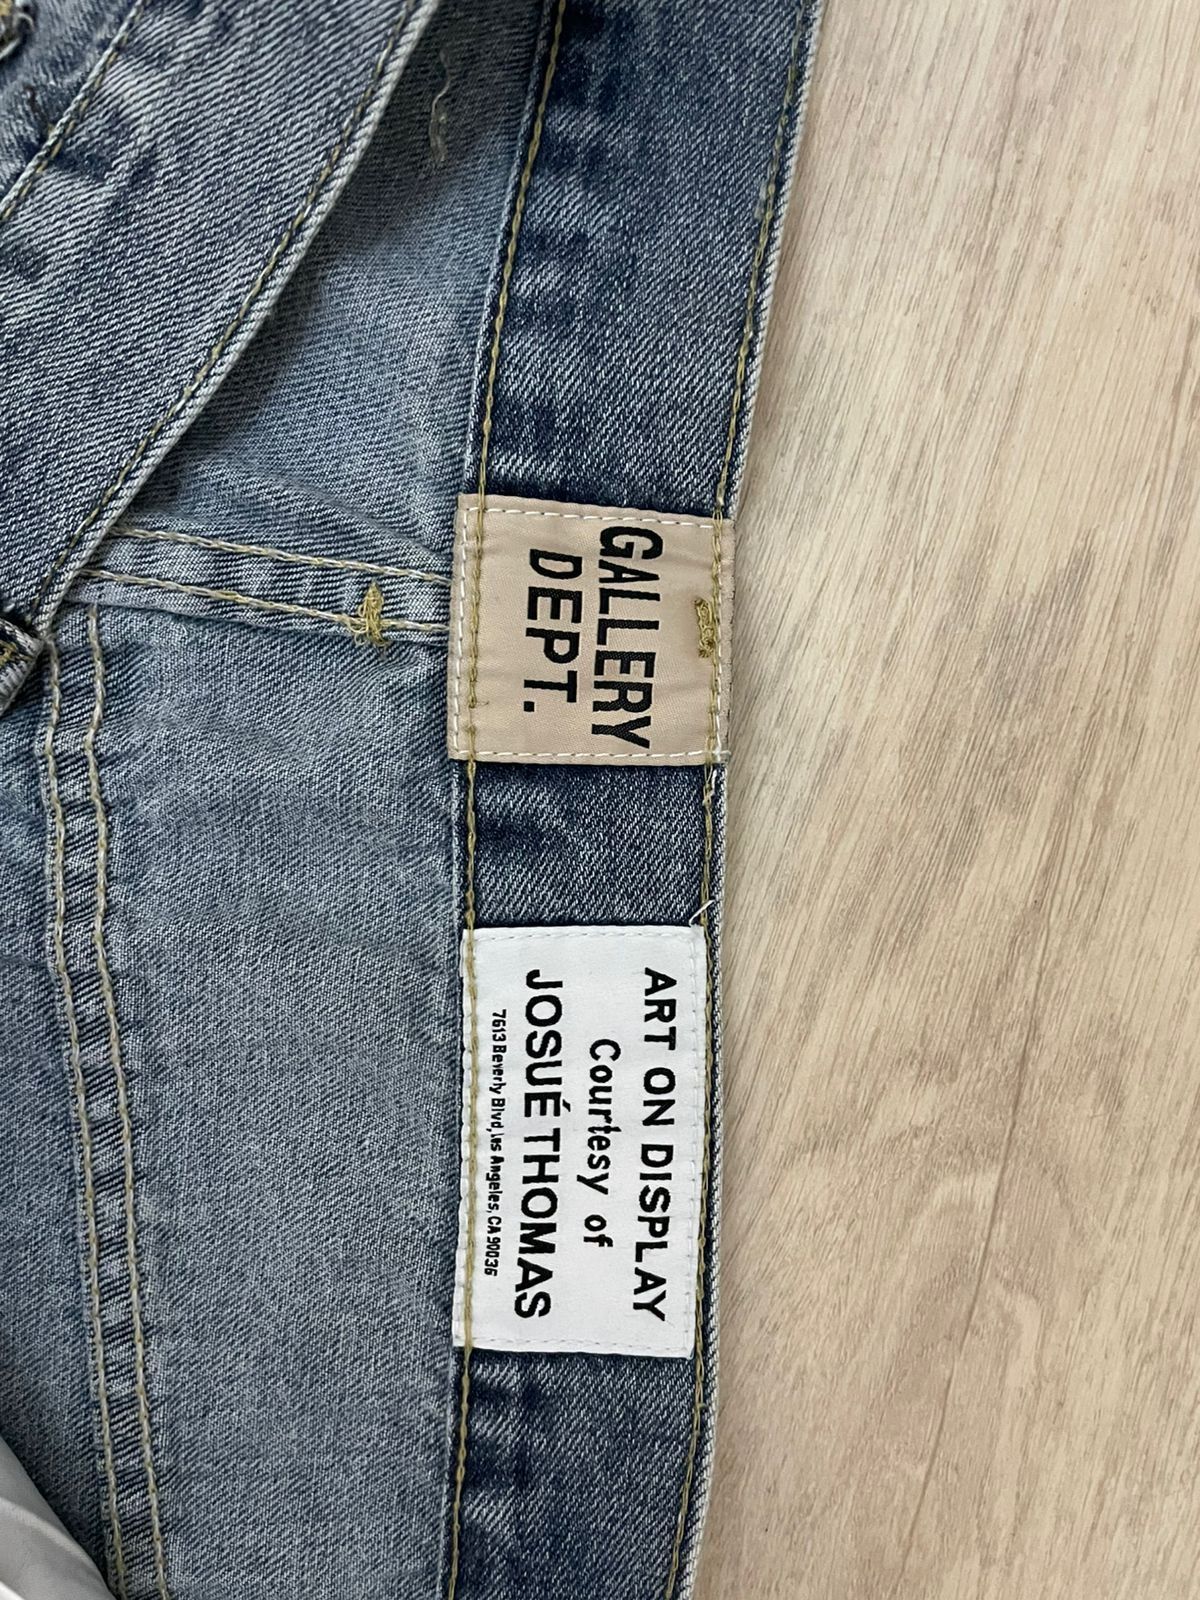 GALLERY
DEPT.
ART ON DISPLAY
Courtesy of
JOSUÉ THOMAS
7613 Beverly Blvd, Los Angeles, CA 90036